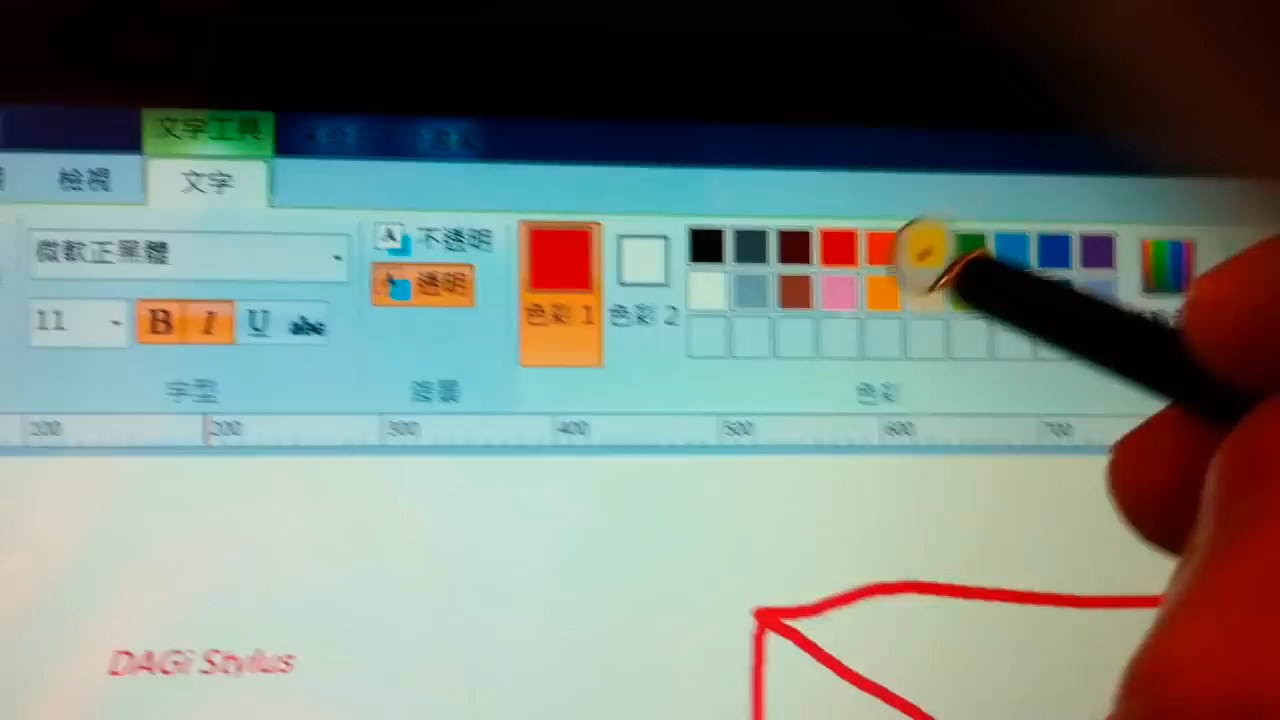 文字工具
檢視
文字
微軟正黑體
不透明
透明
11
B I U abc
色彩 1
色彩 2
字型
背景
色彩
100 200 300 400 500 600 700
DAGi Stylus